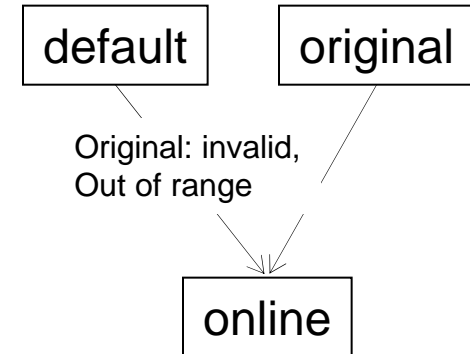 default
original
Original: invalid,
Out of range
online